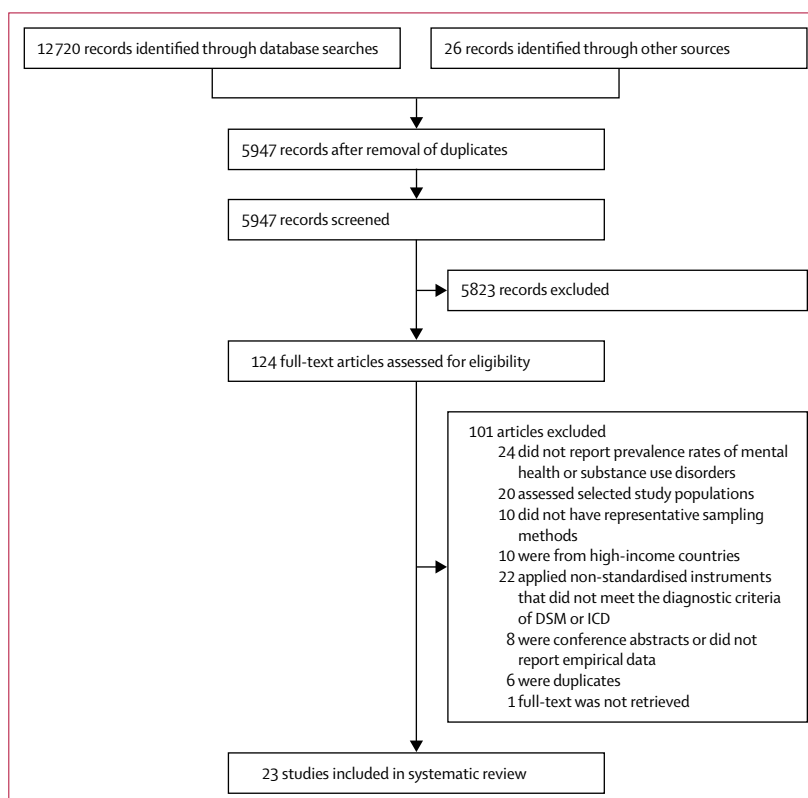 12 720 records identified through database searches
26 records identified through other sources
5947 records after removal of duplicates
5947 records screened
5823 records excluded
124 full-text articles assessed for eligibility
101 articles excluded
24 did not report prevalence rates of mental
health or substance use disorders
20 assessed selected study populations
10 did not have representative sampling
methods
10 were from high-income countries
22 applied non-standardised instruments
that did not meet the diagnostic criteria
of DSM or ICD
8 were conference abstracts or did not
report empirical data
6 were duplicates
1 full-text was not retrieved
23 studies included in systematic review